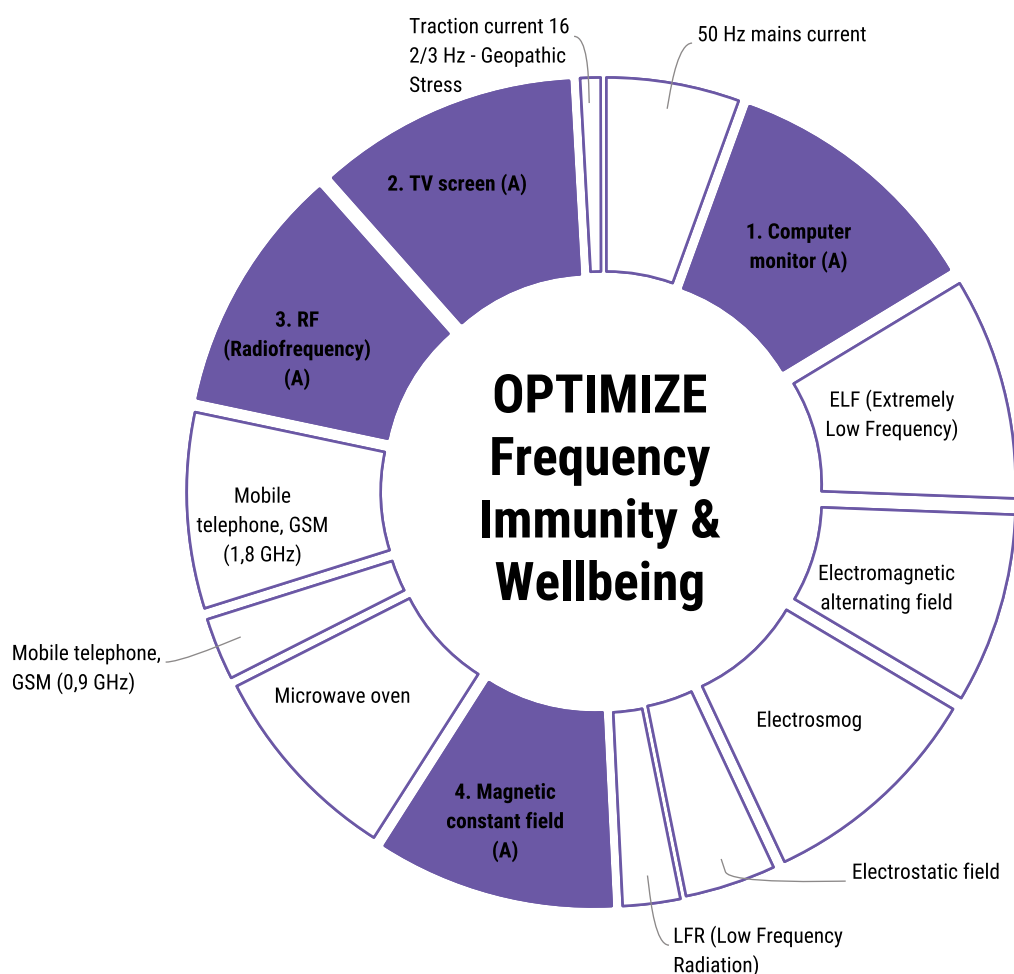 Traction current 16
2/3 Hz - Geopathic
Stress
50 Hz mains current
2. TV screen (A)
1. Computer
monitor (A)
3. RF
(Radiofrequency)
(A)
OPTIMIZE
Frequency
Immunity &
Wellbeing
ELF (Extremely
Low Frequency)
Mobile
telephone, GSM
(1,8 GHz)
Electromagnetic
alternating field
Mobile telephone,
GSM (0,9 GHz)
Microwave oven
Electrosmog
4. Magnetic
constant field
(A)
Electrostatic field
LFR (Low Frequency
Radiation)